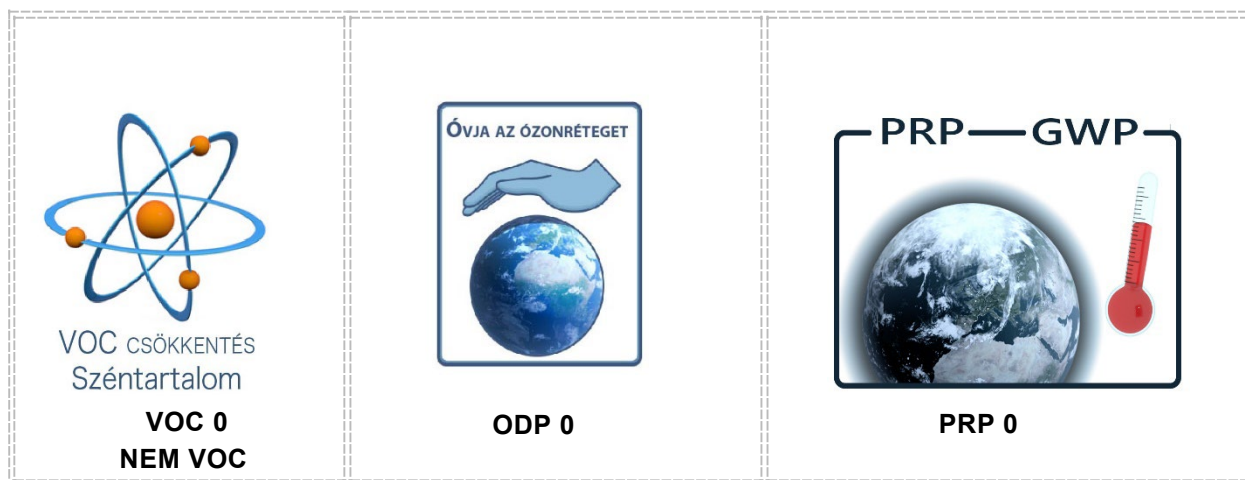 VOC CSÖKKENTÉS
Széntartalom
VOC 0
NEM VOC
ÓVJA AZ ÓZONRÉTEGET
ODP 0
PRP GWP
PRP 0